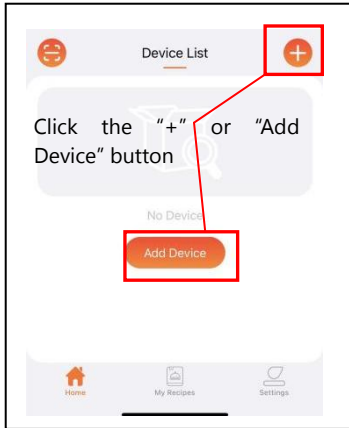 Device List
Click the "+" or "Add
Device" button
No Device
Add Device
Home
My Recipes
Settings